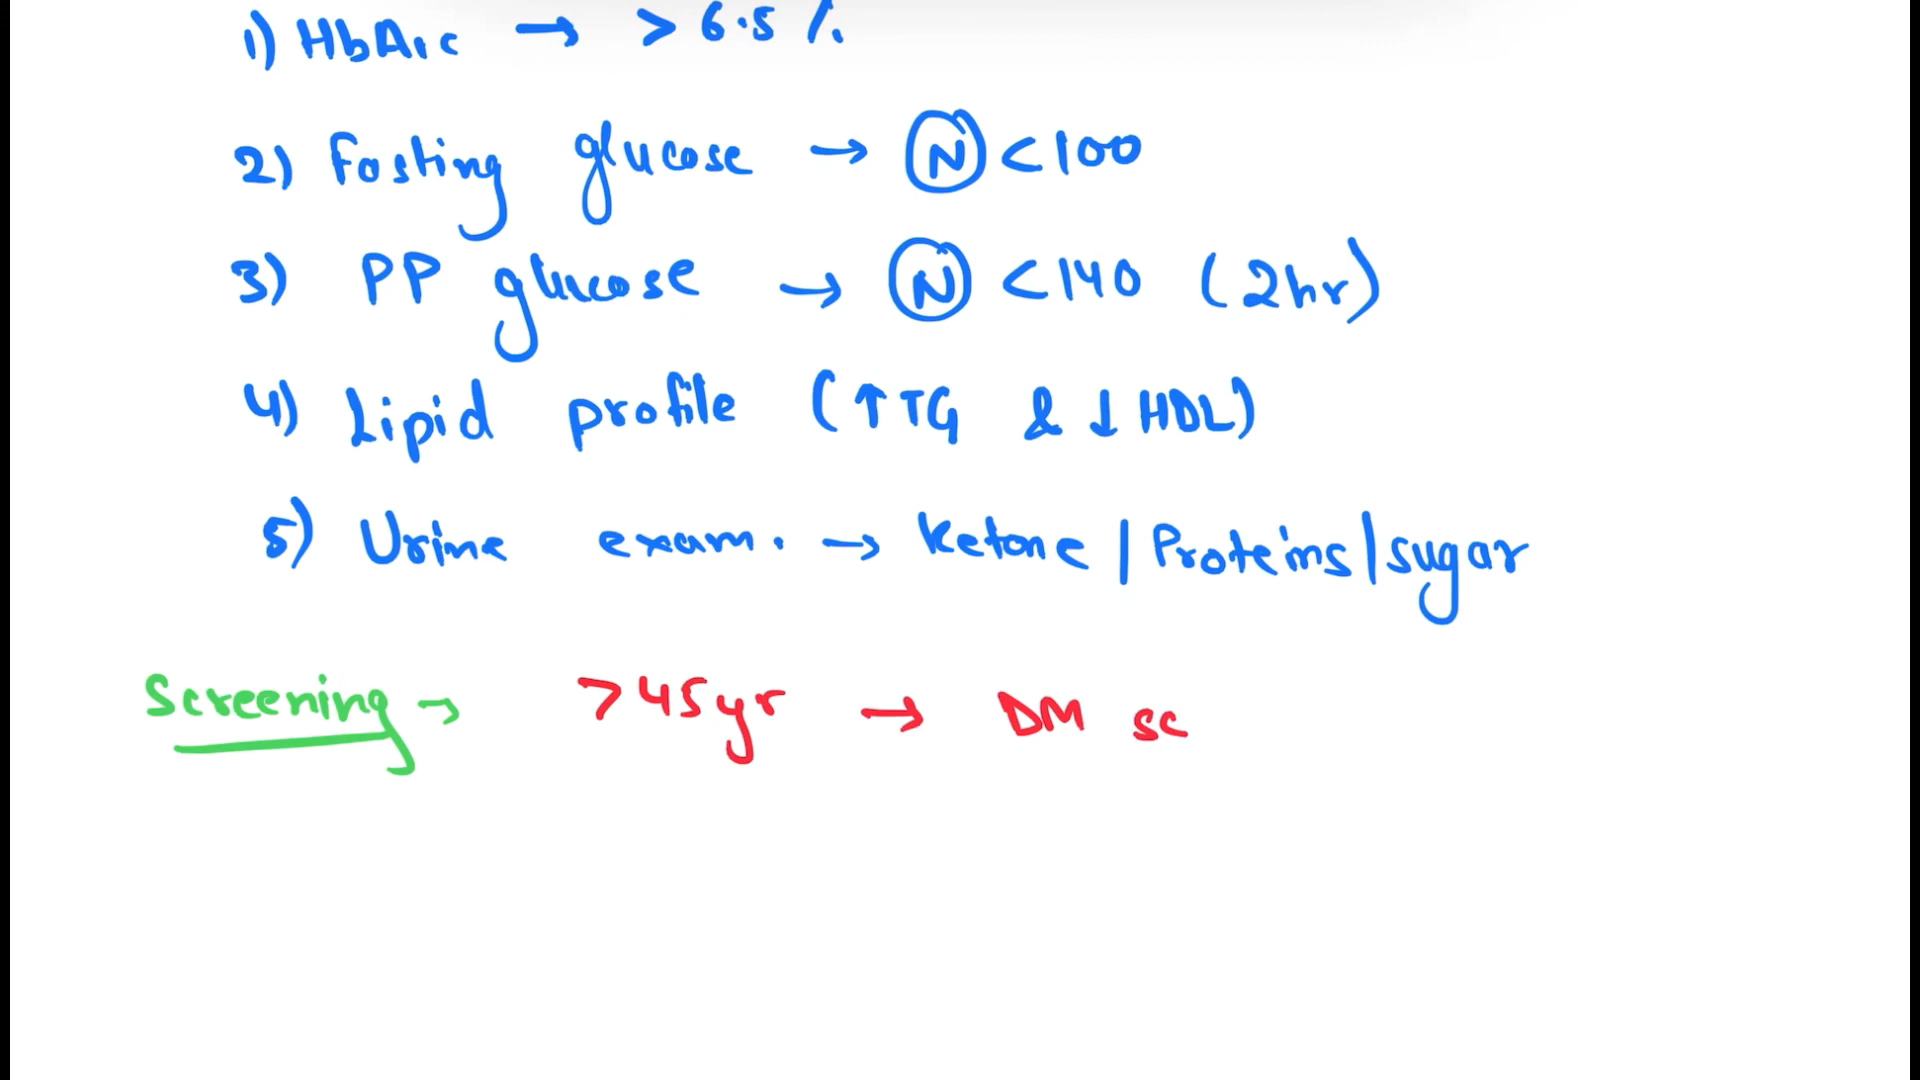 1) HbA1c → > 6.5 %
2) Fasting glucose → N < 100
3) PP glucose → N < 140 (2hr)
4) Lipid profile (↑ TG & ↓ HDL)
5) Urine exam. → Ketone | Proteins | sugar
Screening → >45yr → DM sc